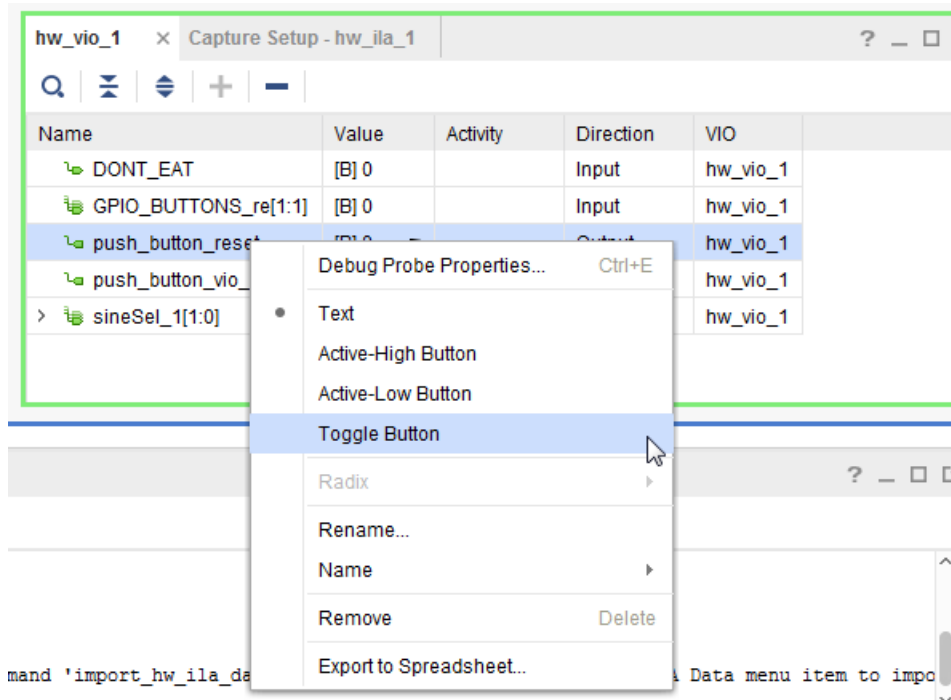 hw_vio_1 × Capture Setup - hw_ila_1 ?
Name Value Activity Direction VIO
DONT_EAT [B] 0 Input hw_vio_1
GPIO_BUTTONS_re[1:1] [B] 0 Input hw_vio_1
push_button_reset hw_vio_1
push_button_vio_ hw_vio_1
> sineSel_1[1:0] hw_vio_1
Debug Probe Properties... Ctrl+E
Text
Active-High Button
Active-Low Button
Toggle Button
Radix
?
Rename...
Name
Remove Delete
Export to Spreadsheet...
mand 'import_hw_ila_da Data menu item to impo